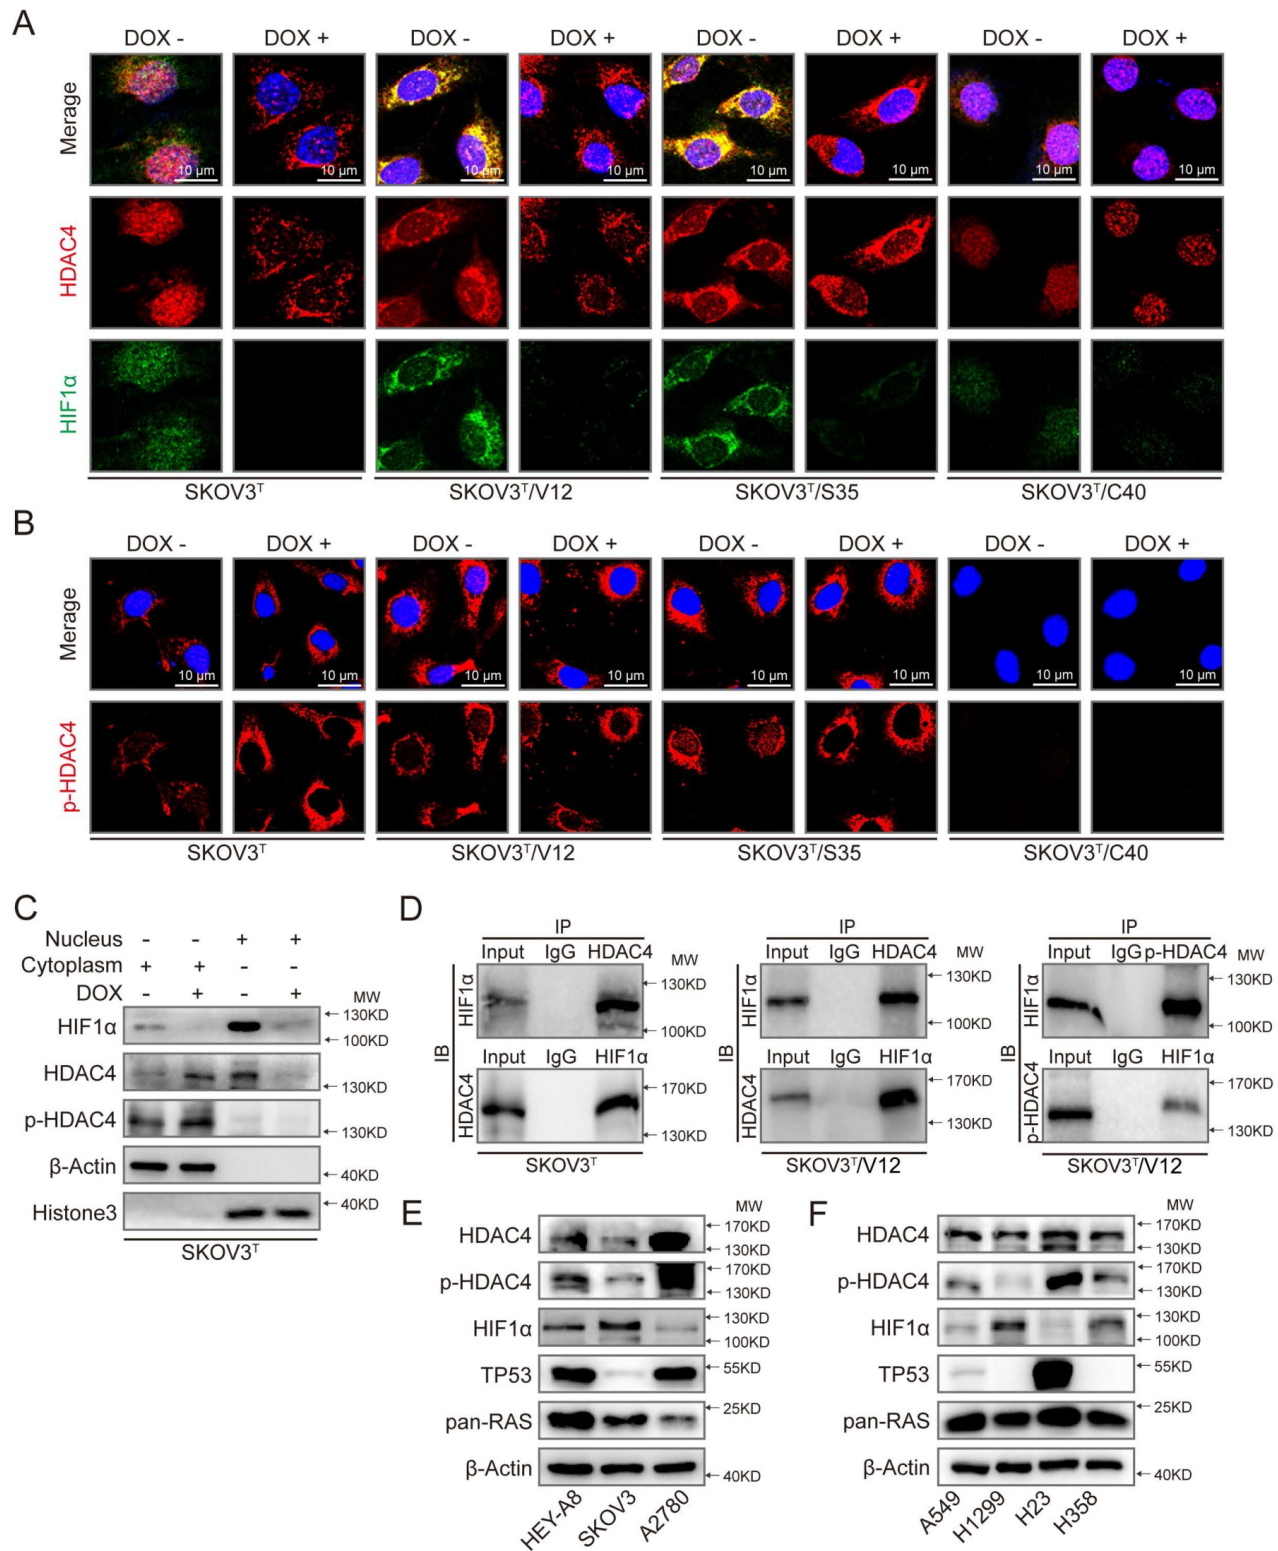 A
DOX - DOX + DOX - DOX + DOX - DOX + DOX - DOX +
Merage
10 µm 10 µm 10 µm 10 µm 10 µm 10 µm 10 µm 10 µm
HDAC4
HIF1α
SKOV3ᵀ SKOV3ᵀ/V12 SKOV3ᵀ/S35 SKOV3ᵀ/C40
B
DOX - DOX + DOX - DOX + DOX - DOX + DOX - DOX +
Merage
10 µm 10 µm 10 µm 10 µm 10 µm 10 µm 10 µm 10 µm
p-HDAC4
SKOV3ᵀ SKOV3ᵀ/V12 SKOV3ᵀ/S35 SKOV3ᵀ/C40
C
Nucleus - - + +
Cytoplasm + + - -
DOX - + - + MW
HIF1α ←130KD
←100KD
HDAC4 ←130KD
p-HDAC4 ←130KD
β-Actin ←40KD
Histone3 ←40KD
SKOV3ᵀ
D
IP
Input IgG HDAC4 MW
IB
HIF1α ←130KD
←100KD
Input IgG HIF1α
HDAC4 ←170KD
←130KD
SKOV3ᵀ
IP
Input IgG HDAC4 MW
IB
HIF1α ←130KD
←100KD
Input IgG HIF1α
HDAC4 ←170KD
←130KD
SKOV3ᵀ/V12
IP
Input IgG p-HDAC4 MW
IB
HIF1α ←130KD
←100KD
Input IgG HIF1α
p-HDAC4 ←170KD
←130KD
SKOV3ᵀ/V12
E
MW
HDAC4 ←170KD
←130KD
p-HDAC4 ←170KD
←130KD
HIF1α ←130KD
←100KD
TP53 ←55KD
pan-RAS ←25KD
β-Actin ←40KD
HEY-A8 SKOV3 A2780
F
MW
HDAC4 ←170KD
←130KD
p-HDAC4 ←170KD
←130KD
HIF1α ←130KD
←100KD
TP53 ←55KD
pan-RAS ←25KD
β-Actin ←40KD
A549 H1299 H23 H358